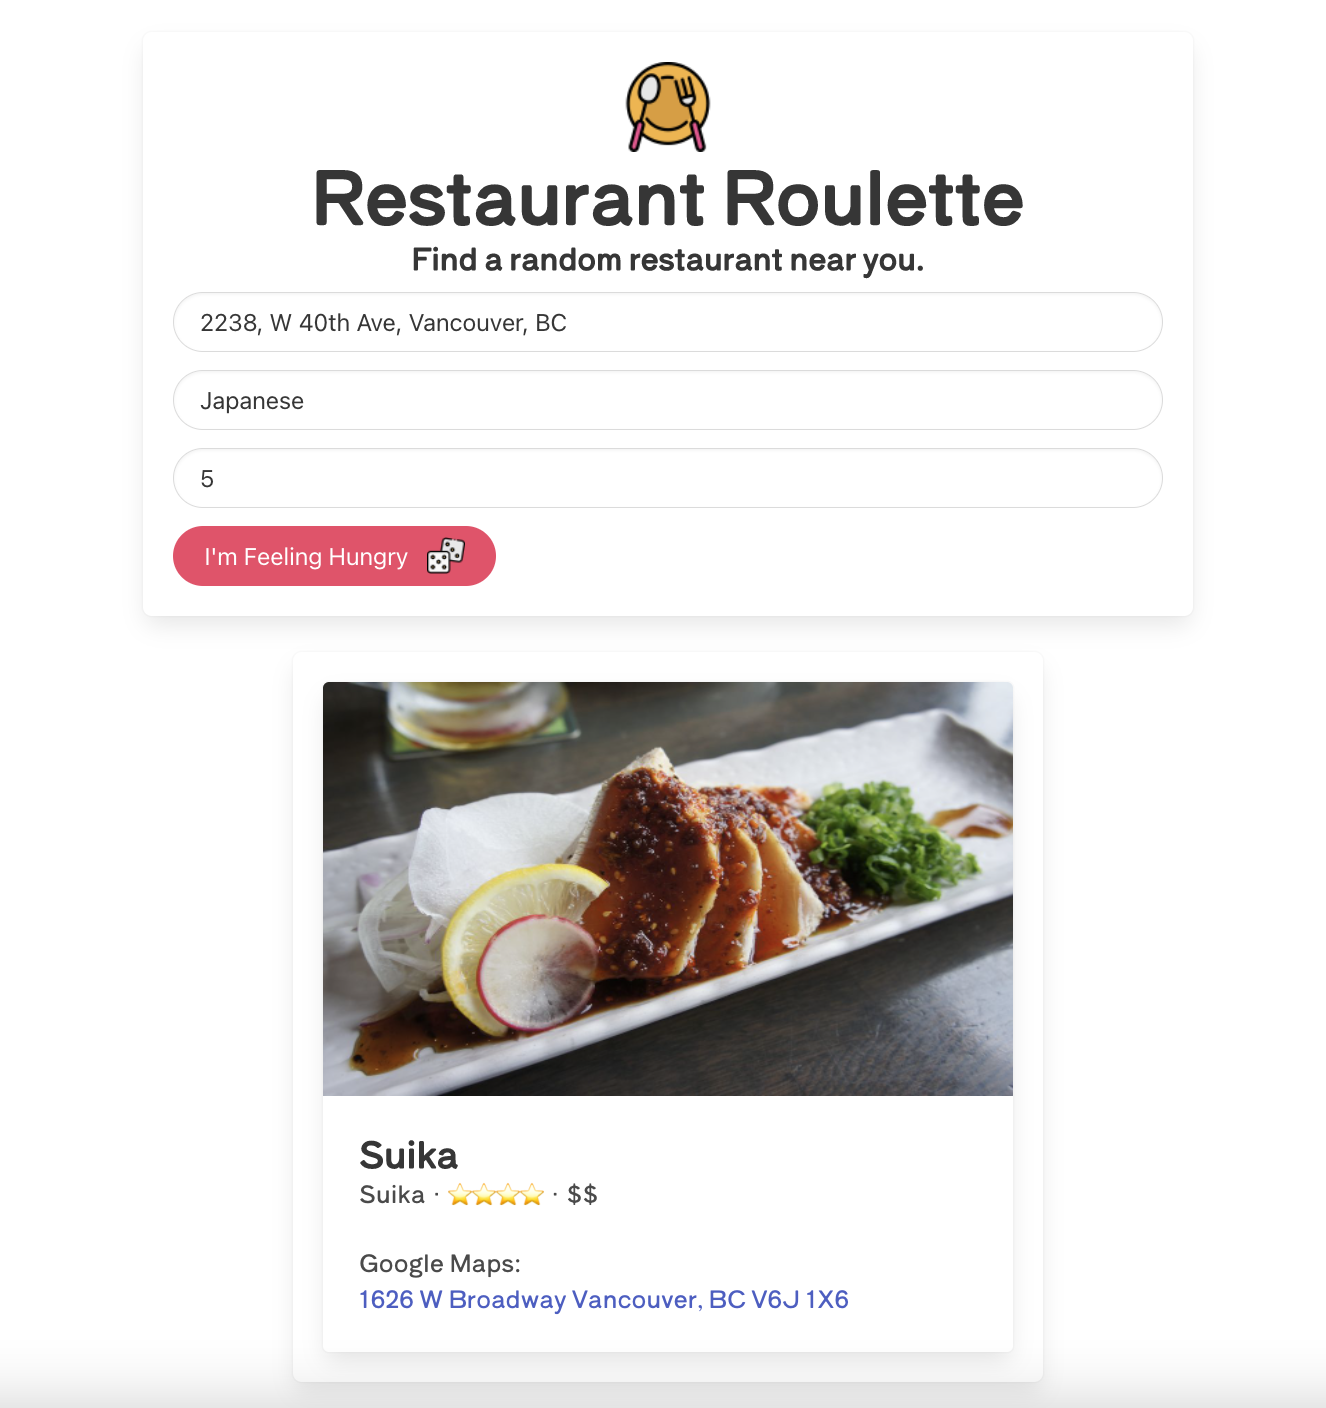 Restaurant Roulette
Find a random restaurant near you.
2238, W 40th Ave, Vancouver, BC
Japanese
5
I'm Feeling Hungry
Suika
Suika · ⭐⭐⭐⭐ · $$
Google Maps:
1626 W Broadway Vancouver, BC V6J 1X6